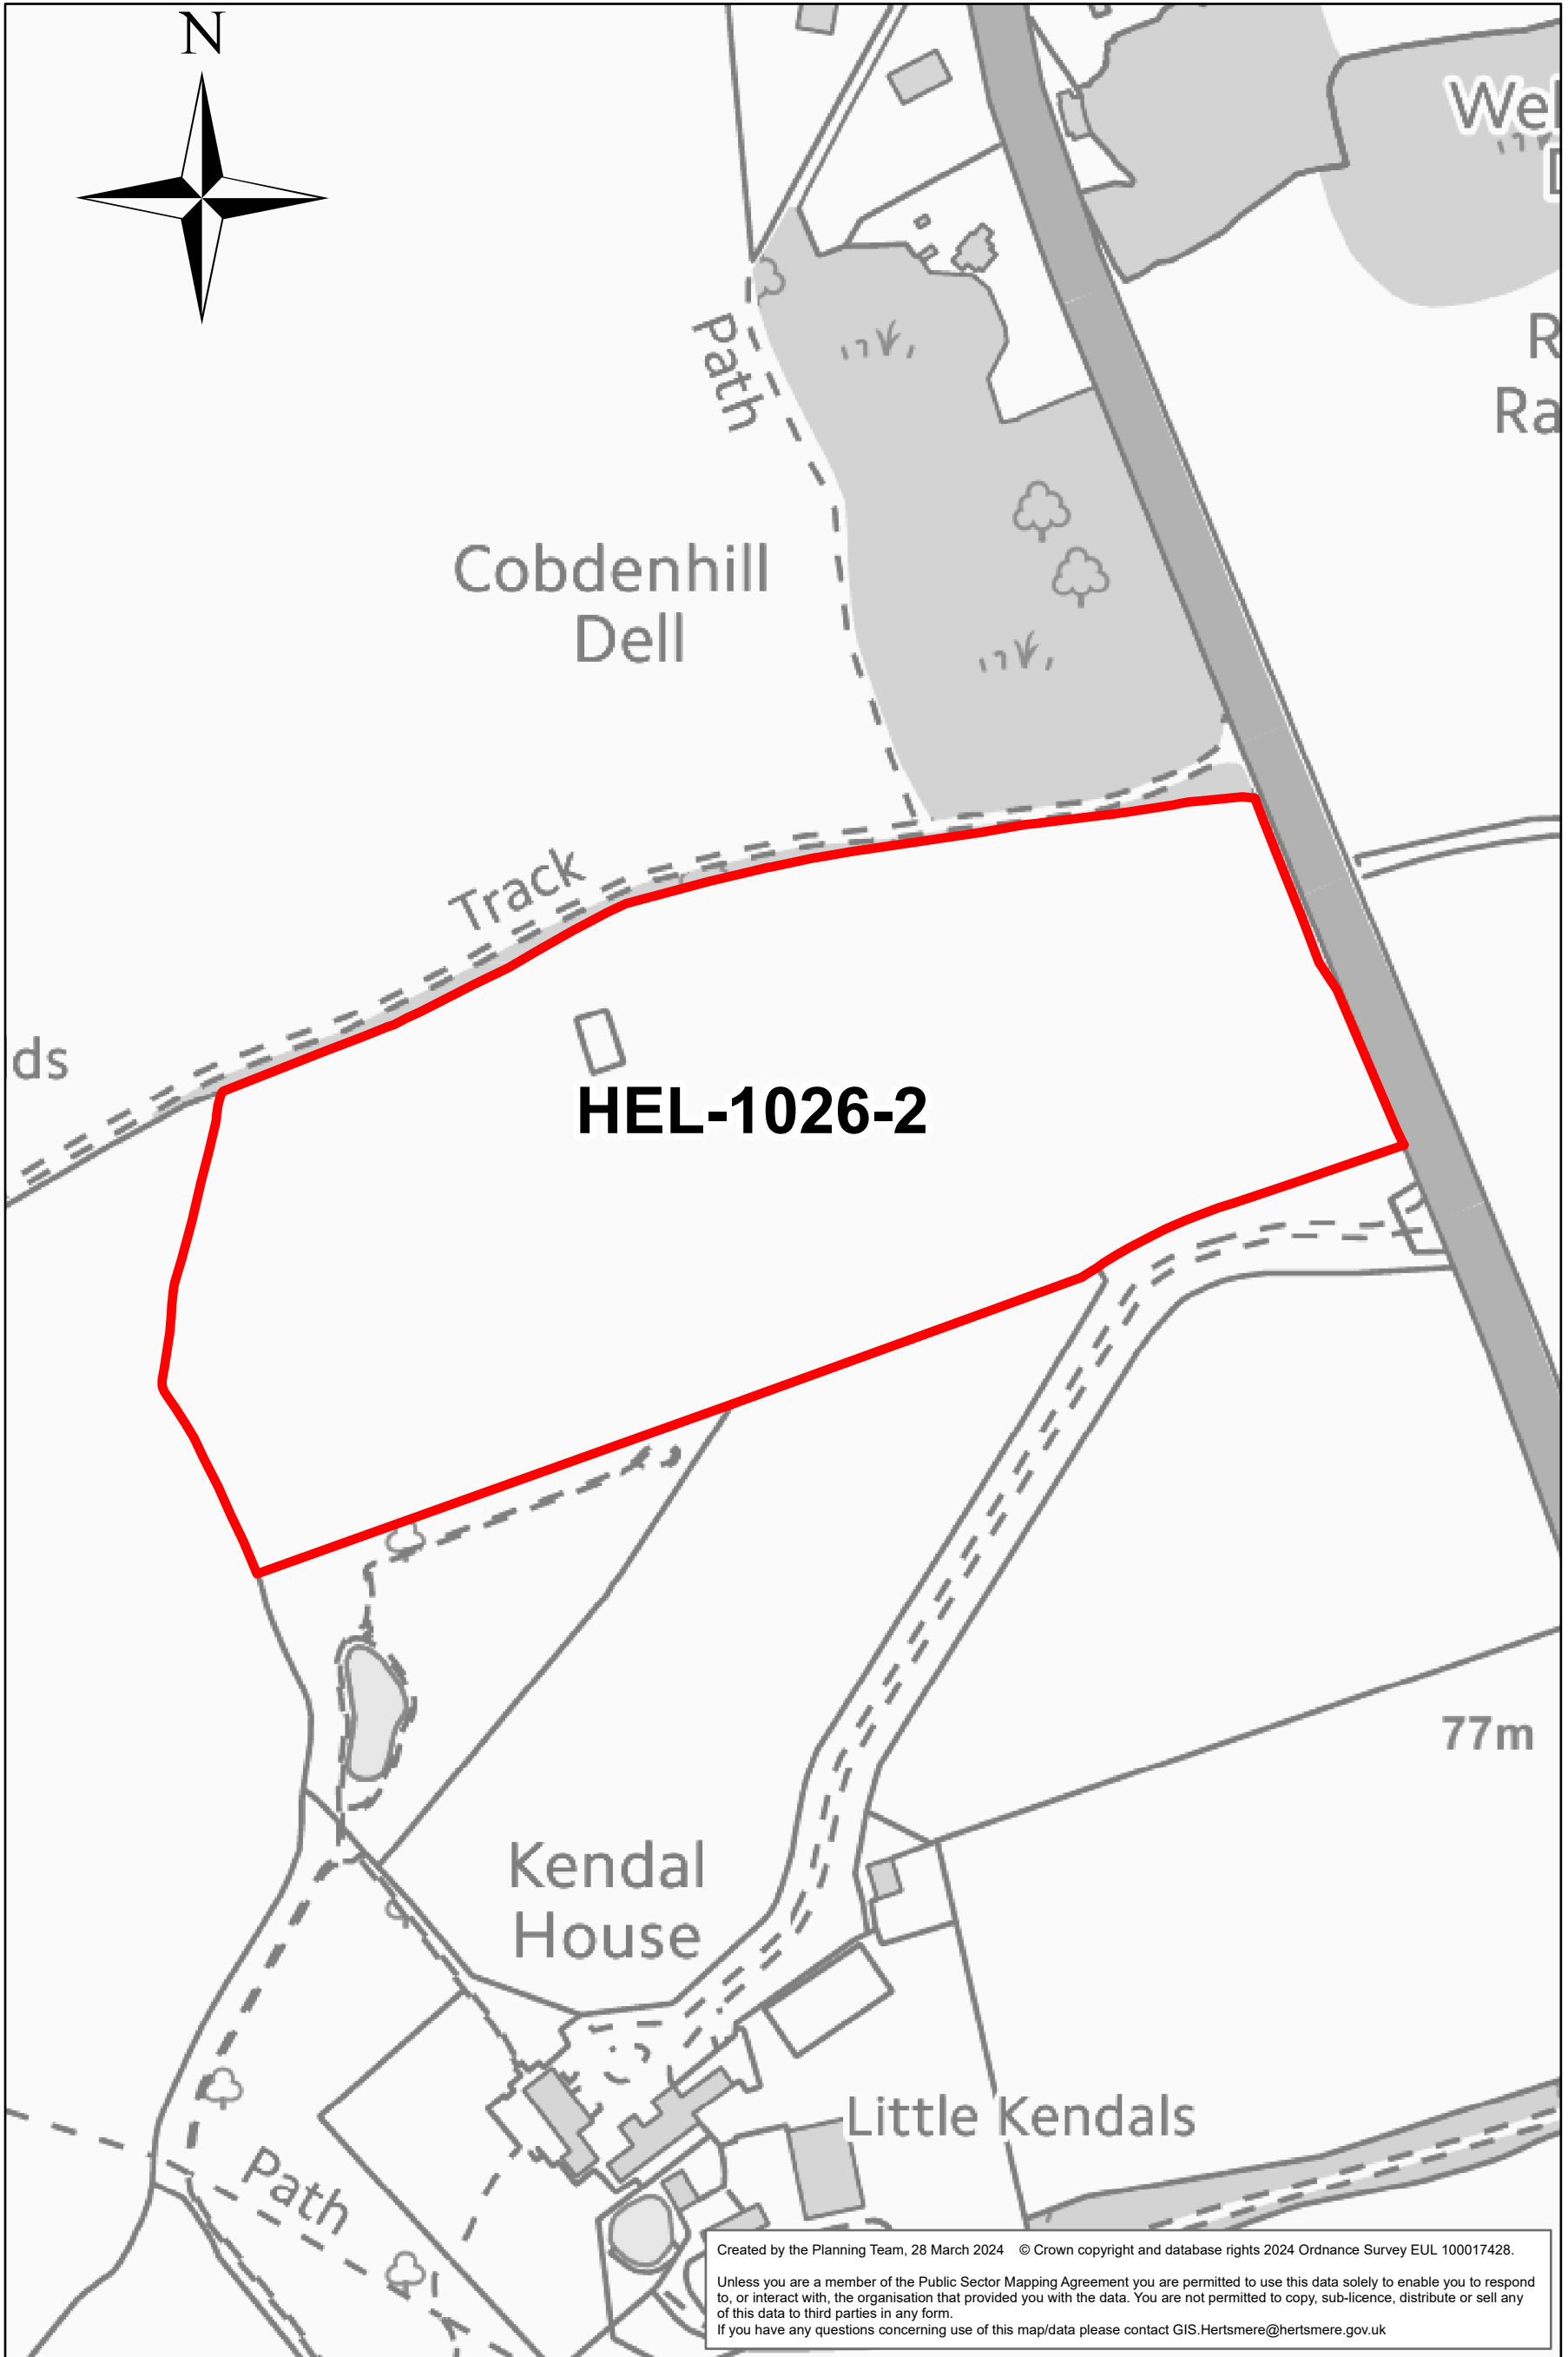 N
Path
Cobdenhill
Dell
Track
ds
HEL-1026-2
77m
Kendal
House
Little Kendals
Path
Created by the Planning Team, 28 March 2024 © Crown copyright and database rights 2024 Ordnance Survey EUL 100017428.
Unless you are a member of the Public Sector Mapping Agreement you are permitted to use this data solely to enable you to respond
to, or interact with, the organisation that provided you with the data. You are not permitted to copy, sub-licence, distribute or sell any
of this data to third parties in any form.
If you have any questions concerning use of this map/data please contact GIS.Hertsmere@hertsmere.gov.uk